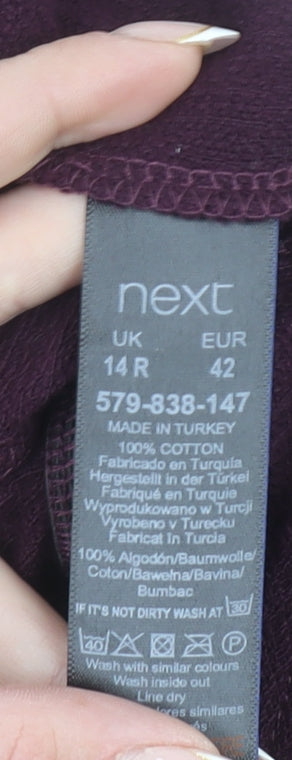 next
UK EUR
14 R 42
579-838-147
MADE IN TURKEY
100% COTTON
Fabricado en Turquía
Hergestellt in der Türkei
Fabriqué en Turquie
Wyprodukowano w Turcji
Vyrobeno v Turecku
Fabricat în Turcia
100% Algodón/Baumwolle/
Coton/Bawełna/Bavlna/
Bumbac
IF IT'S NOT DIRTY WASH AT 30
40 P
Wash with similar colours
Wash inside out
Line dry
similares